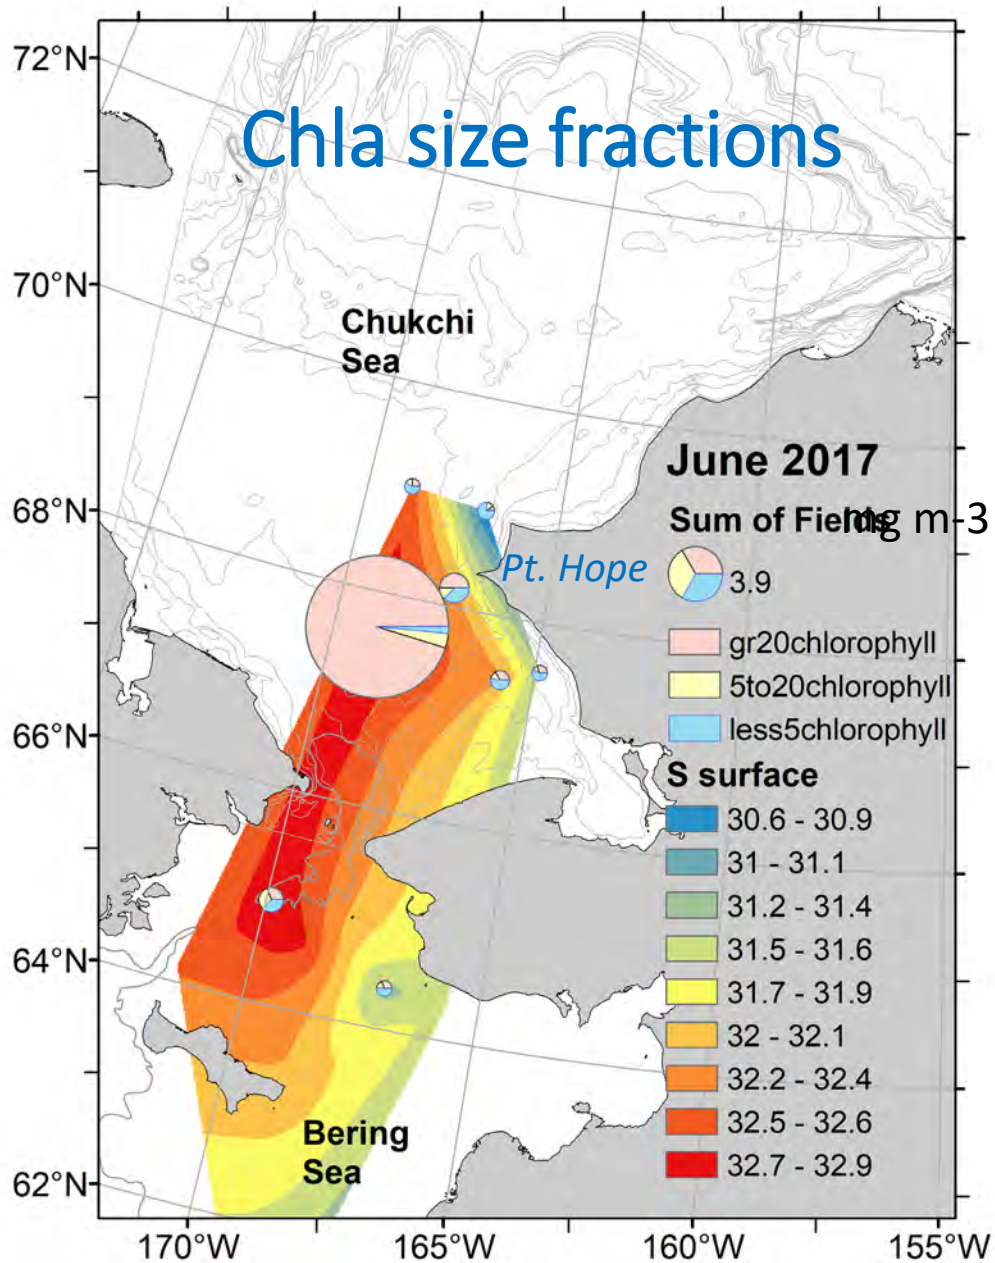 72°N
Chla size fractions
70°N
Chukchi
Sea
June 2017
68°N
Sum of Fields
mg m-3
Pt. Hope
3.9
gr20chlorophyll
5to20chlorophyll
less5chlorophyll
66°N
S surface
30.6 - 30.9
31 - 31.1
31.2 - 31.4
31.5 - 31.6
64°N
31.7 - 31.9
32 - 32.1
32.2 - 32.4
32.5 - 32.6
32.7 - 32.9
Bering
Sea
62°N
170°W
165°W
160°W
155°W